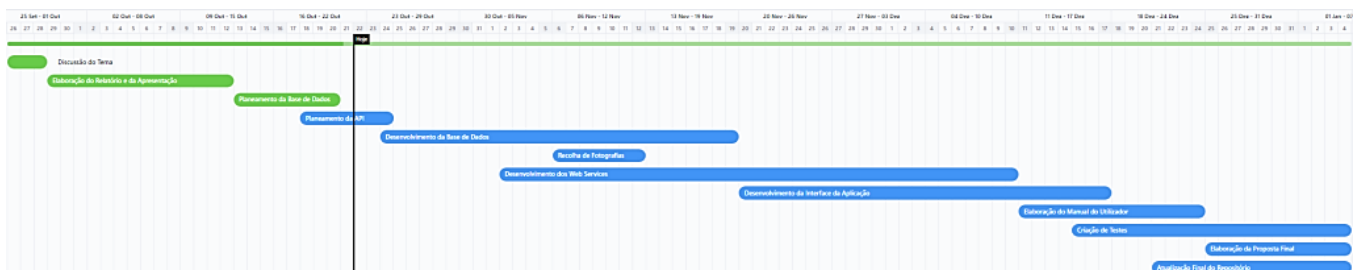 25 Set - 01 Out 02 Out - 08 Out 09 Out - 15 Out 16 Out - 22 Out 23 Out - 29 Out 30 Out - 05 Nov 06 Nov - 12 Nov 13 Nov - 19 Nov 20 Nov - 26 Nov 27 Nov - 03 Dez 04 Dez - 10 Dez 11 Dez - 17 Dez 18 Dez - 24 Dez 25 Dez - 31 Dez 01 Jan - 07
26 27 28 29 30 1 2 3 4 5 6 7 8 9 10 11 12 13 14 15 16 17 18 19 20 21 22 23 24 25 26 27 28 29 30 31 1 2 3 4 5 6 7 8 9 10 11 12 13 14 15 16 17 18 19 20 21 22 23 24 25 26 27 28 29 30 1 2 3 4 5 6 7 8 9 10 11 12 13 14 15 16 17 18 19 20 21 22 23 24 25 26 27 28 29 30 31 1 2 3 4
Hoje
Discussão do Tema
Elaboração do Relatório e da Apresentação
Planeamento da Base de Dados
Planeamento da API
Desenvolvimento da Base de Dados
Recolha de Fotografias
Desenvolvimento dos Web Services
Desenvolvimento da Interface da Aplicação
Elaboração do Manual do Utilizador
Criação de Testes
Elaboração da Proposta Final
Atualização Final do Repositório